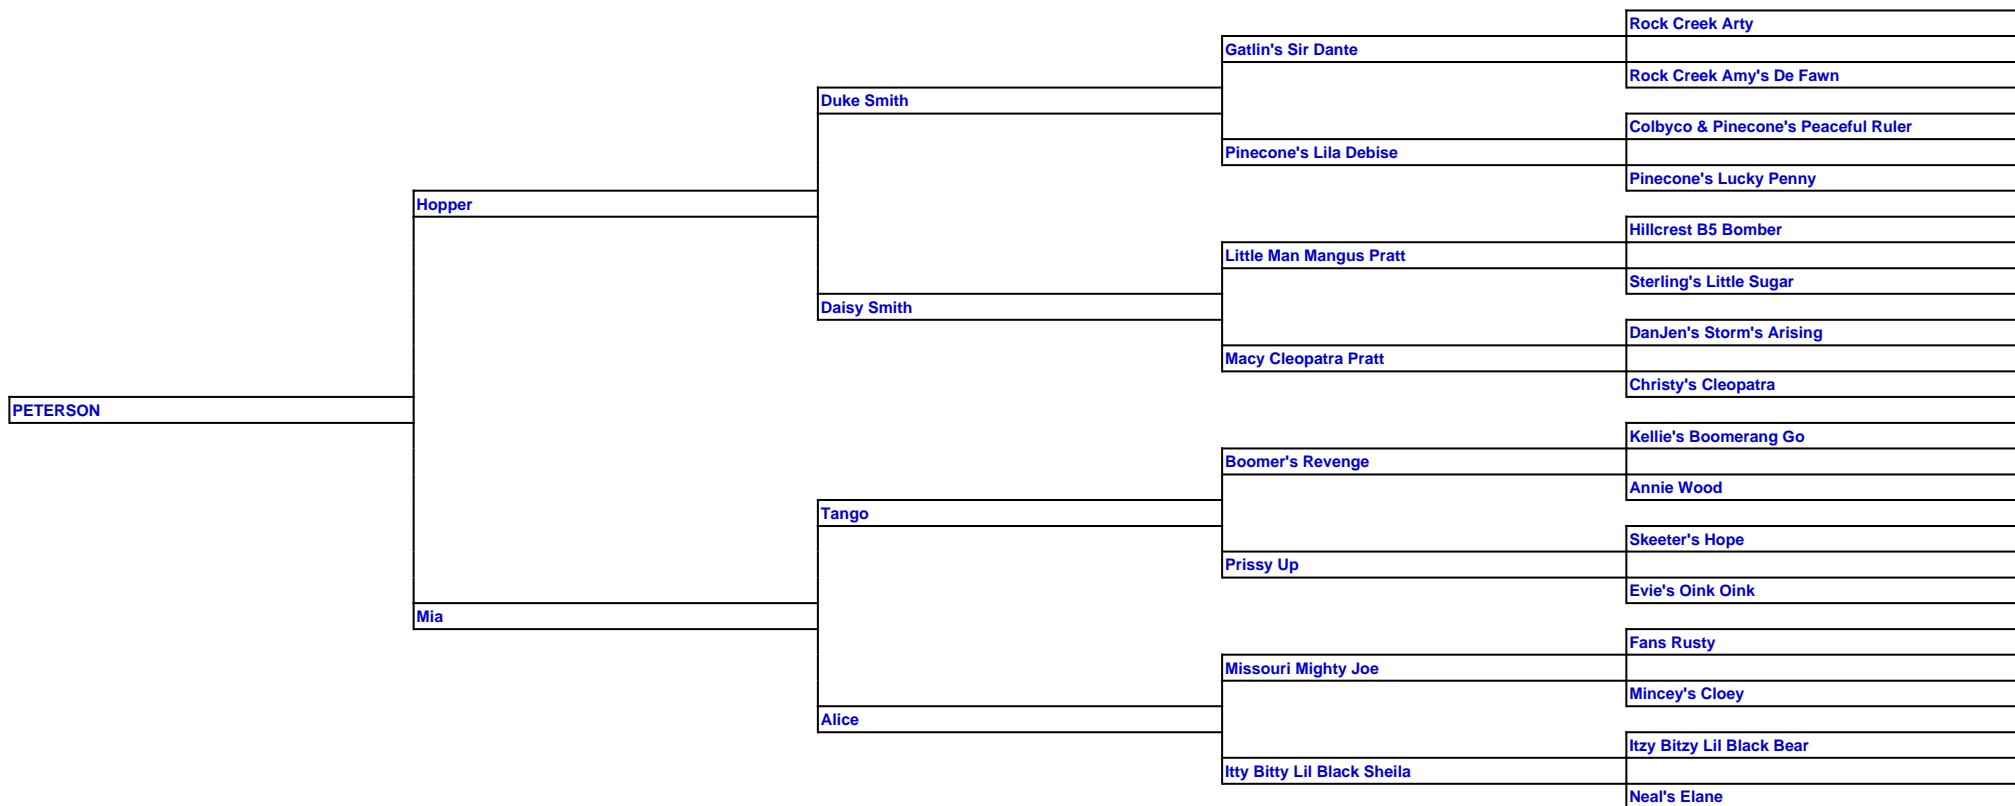 Rock Creek Arty
Gatlin's Sir Dante
Rock Creek Amy's De Fawn
Duke Smith
Colbyco & Pinecone's Peaceful Ruler
Pinecone's Lila Debise
Pinecone's Lucky Penny
Hopper
Hillcrest B5 Bomber
Little Man Mangus Pratt
Sterling's Little Sugar
Daisy Smith
DanJen's Storm's Arising
Macy Cleopatra Pratt
Christy's Cleopatra
PETERSON
Kellie's Boomerang Go
Boomer's Revenge
Annie Wood
Tango
Skeeter's Hope
Prissy Up
Evie's Oink Oink
Mia
Fans Rusty
Missouri Mighty Joe
Mincey's Cloey
Alice
Itzy Bitzy Lil Black Bear
Itty Bitty Lil Black Sheila
Neal's Elane